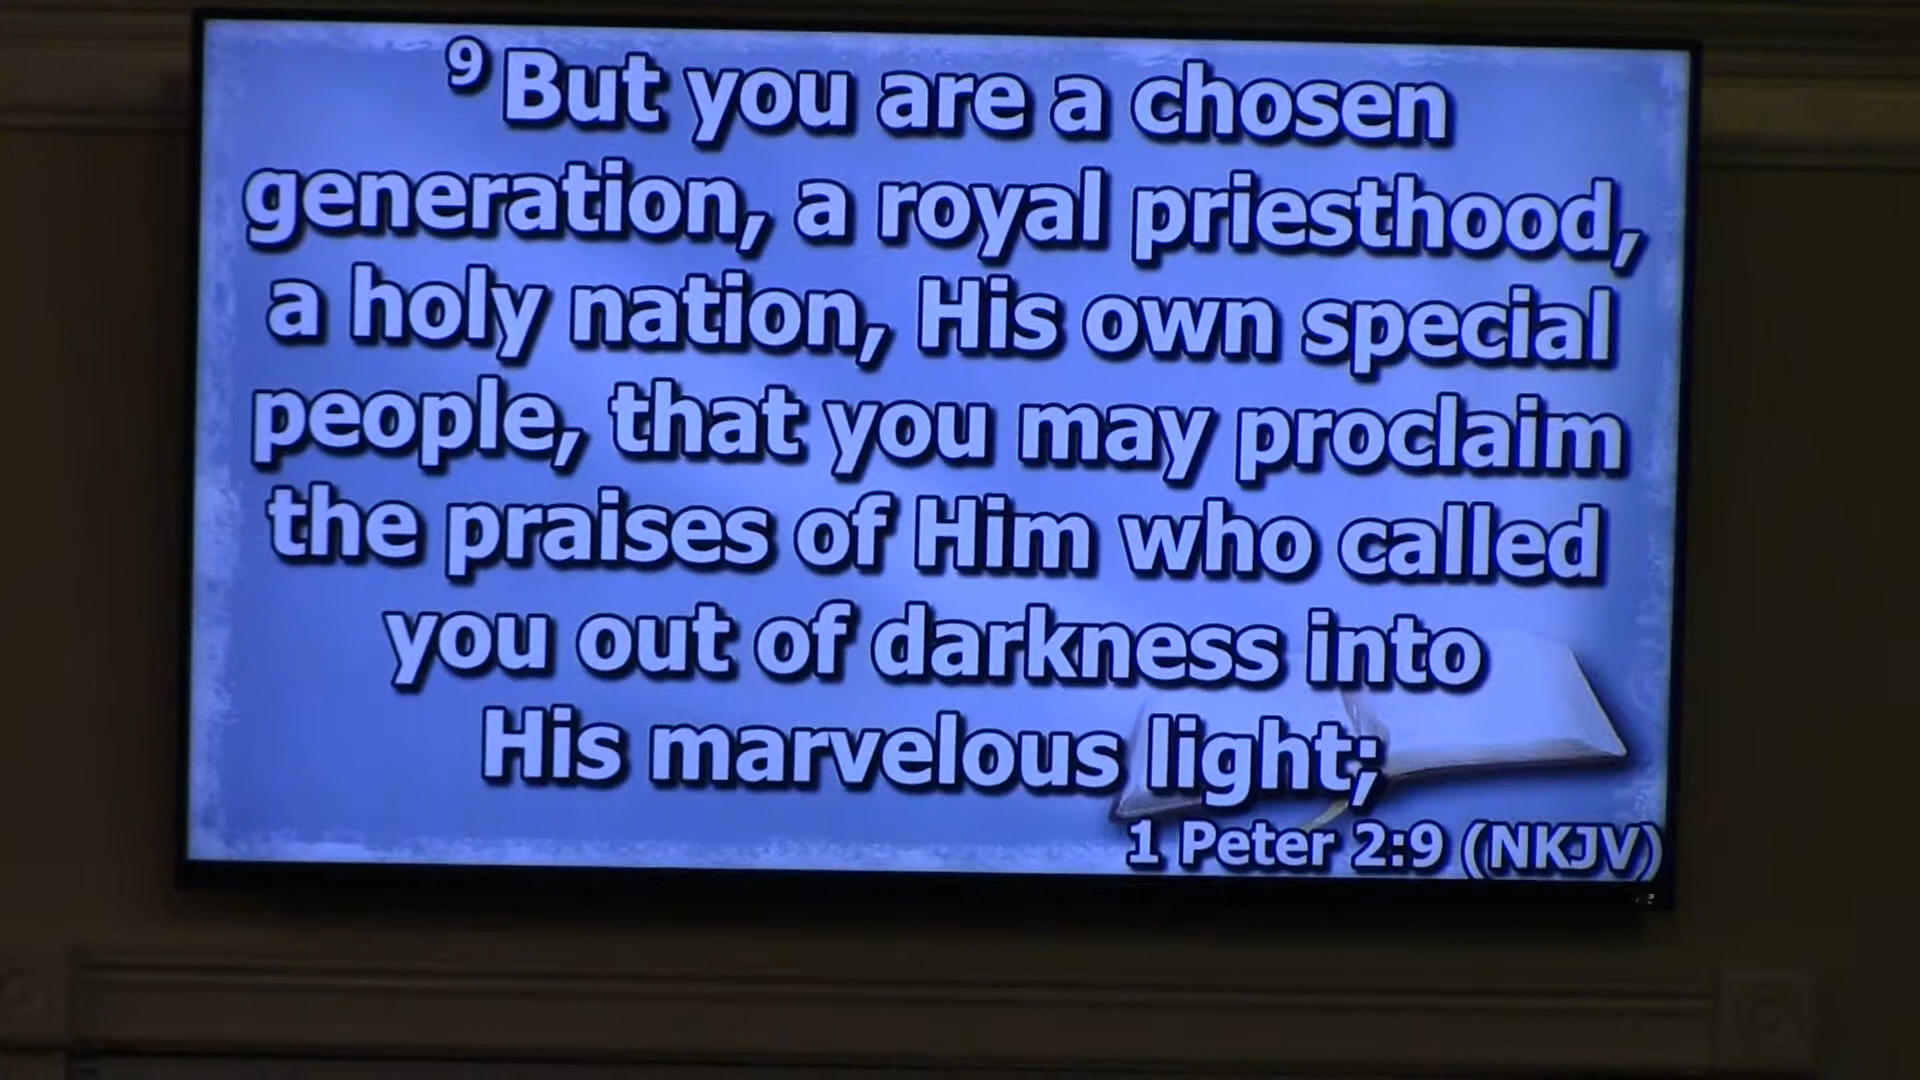 9 But you are a chosen
generation, a royal priesthood,
a holy nation, His own special
people, that you may proclaim
the praises of Him who called
you out of darkness into
His marvelous light;
1 Peter 2:9 (NKJV)